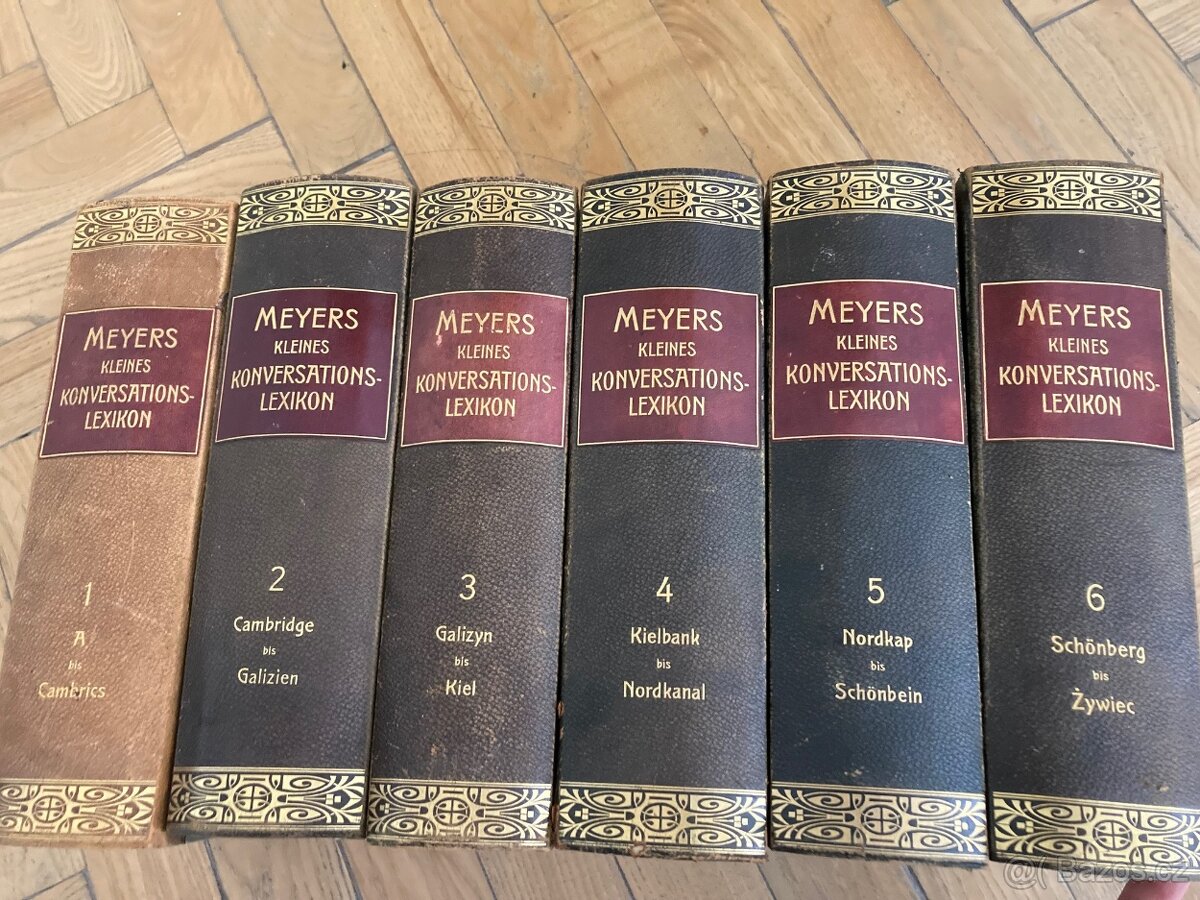 MEYERS
KLEINES
KONVERSATIONS-
LEXIKON
1
A
bis
Cambrics
MEYERS
KLEINES
KONVERSATIONS-
LEXIKON
2
Cambridge
bis
Galizien
MEYERS
KLEINES
KONVERSATIONS-
LEXIKON
3
Galizyn
bis
Kiel
MEYERS
KLEINES
KONVERSATIONS-
LEXIKON
4
Kielbank
bis
Nordkanal
MEYERS
KLEINES
KONVERSATIONS-
LEXIKON
5
Nordkap
bis
Schönbein
MEYERS
KLEINES
KONVERSATIONS-
LEXIKON
6
Schönberg
bis
Żywiec
@( Bazos.cz